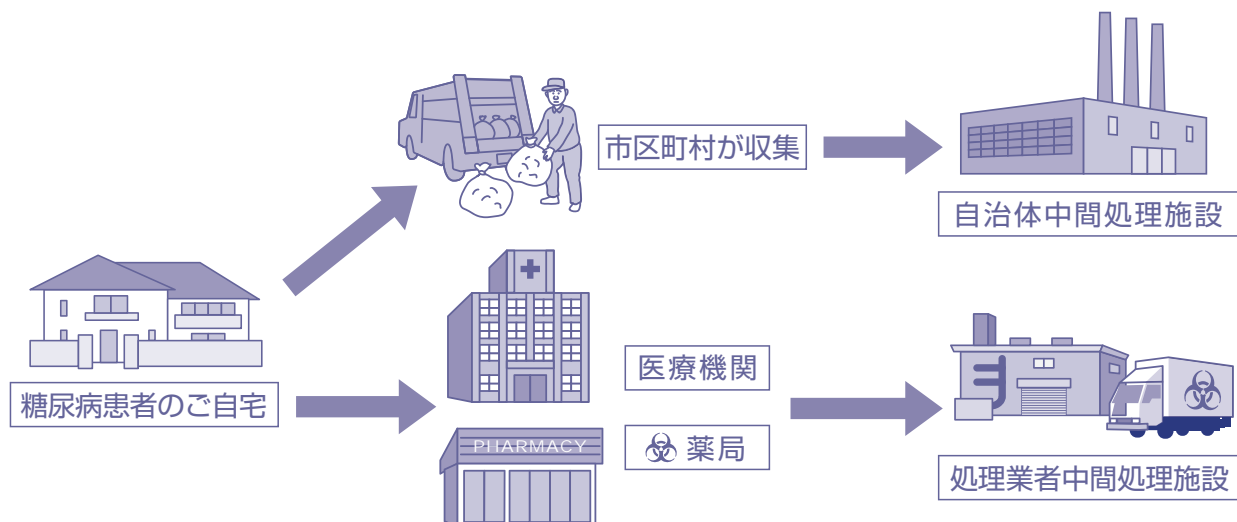 市区町村が収集
自治体中間処理施設
糖尿病患者のご自宅
医療機関
PHARMACY
薬局
処理業者中間処理施設